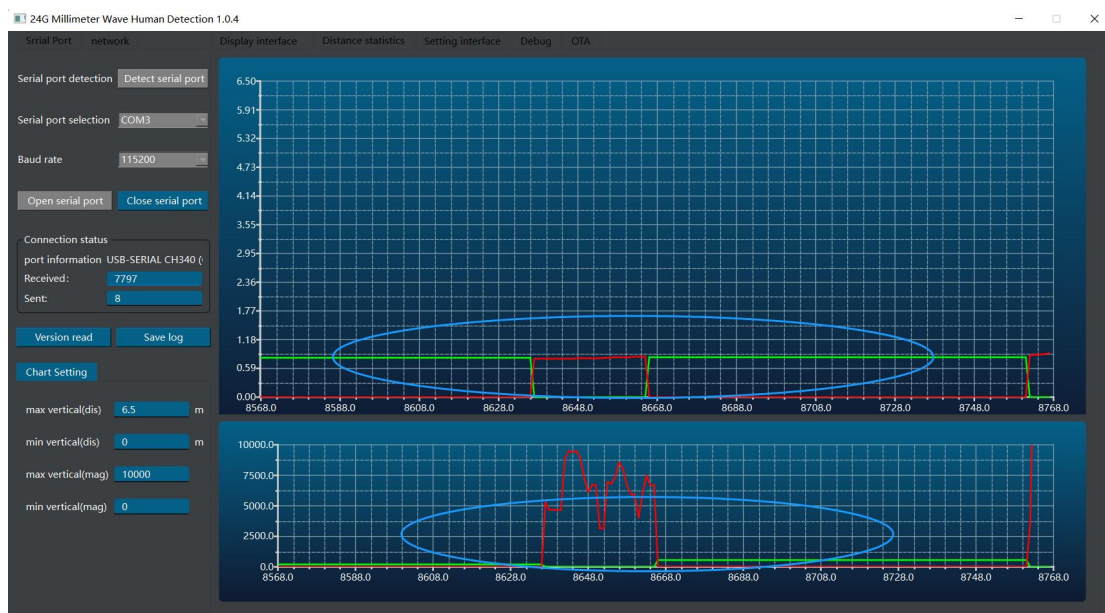 24G Millimeter Wave Human Detection 1.0.4
Srrial Port network Display interface Distance statistics Setting interface Debug OTA
Serial port detection Detect serial port
Serial port selection COM3
Baud rate 115200
Open serial port Close serial port
Connection status
port information USB-SERIAL CH340 (
Received: 7797
Sent: 8
Version read Save log
Chart Setting
max vertical(dis) 6.5 m
min vertical(dis) 0 m
max vertical(mag) 10000
min vertical(mag) 0
6.50
5.91
5.32
4.73
4.14
3.55
2.95
2.36
1.77
1.18
0.59
0.00
8568.0 8588.0 8608.0 8628.0 8648.0 8668.0 8688.0 8708.0 8728.0 8748.0 8768.0
10000.0
7500.0
5000.0
2500.0
0.0
8568.0 8588.0 8608.0 8628.0 8648.0 8668.0 8688.0 8708.0 8728.0 8748.0 8768.0